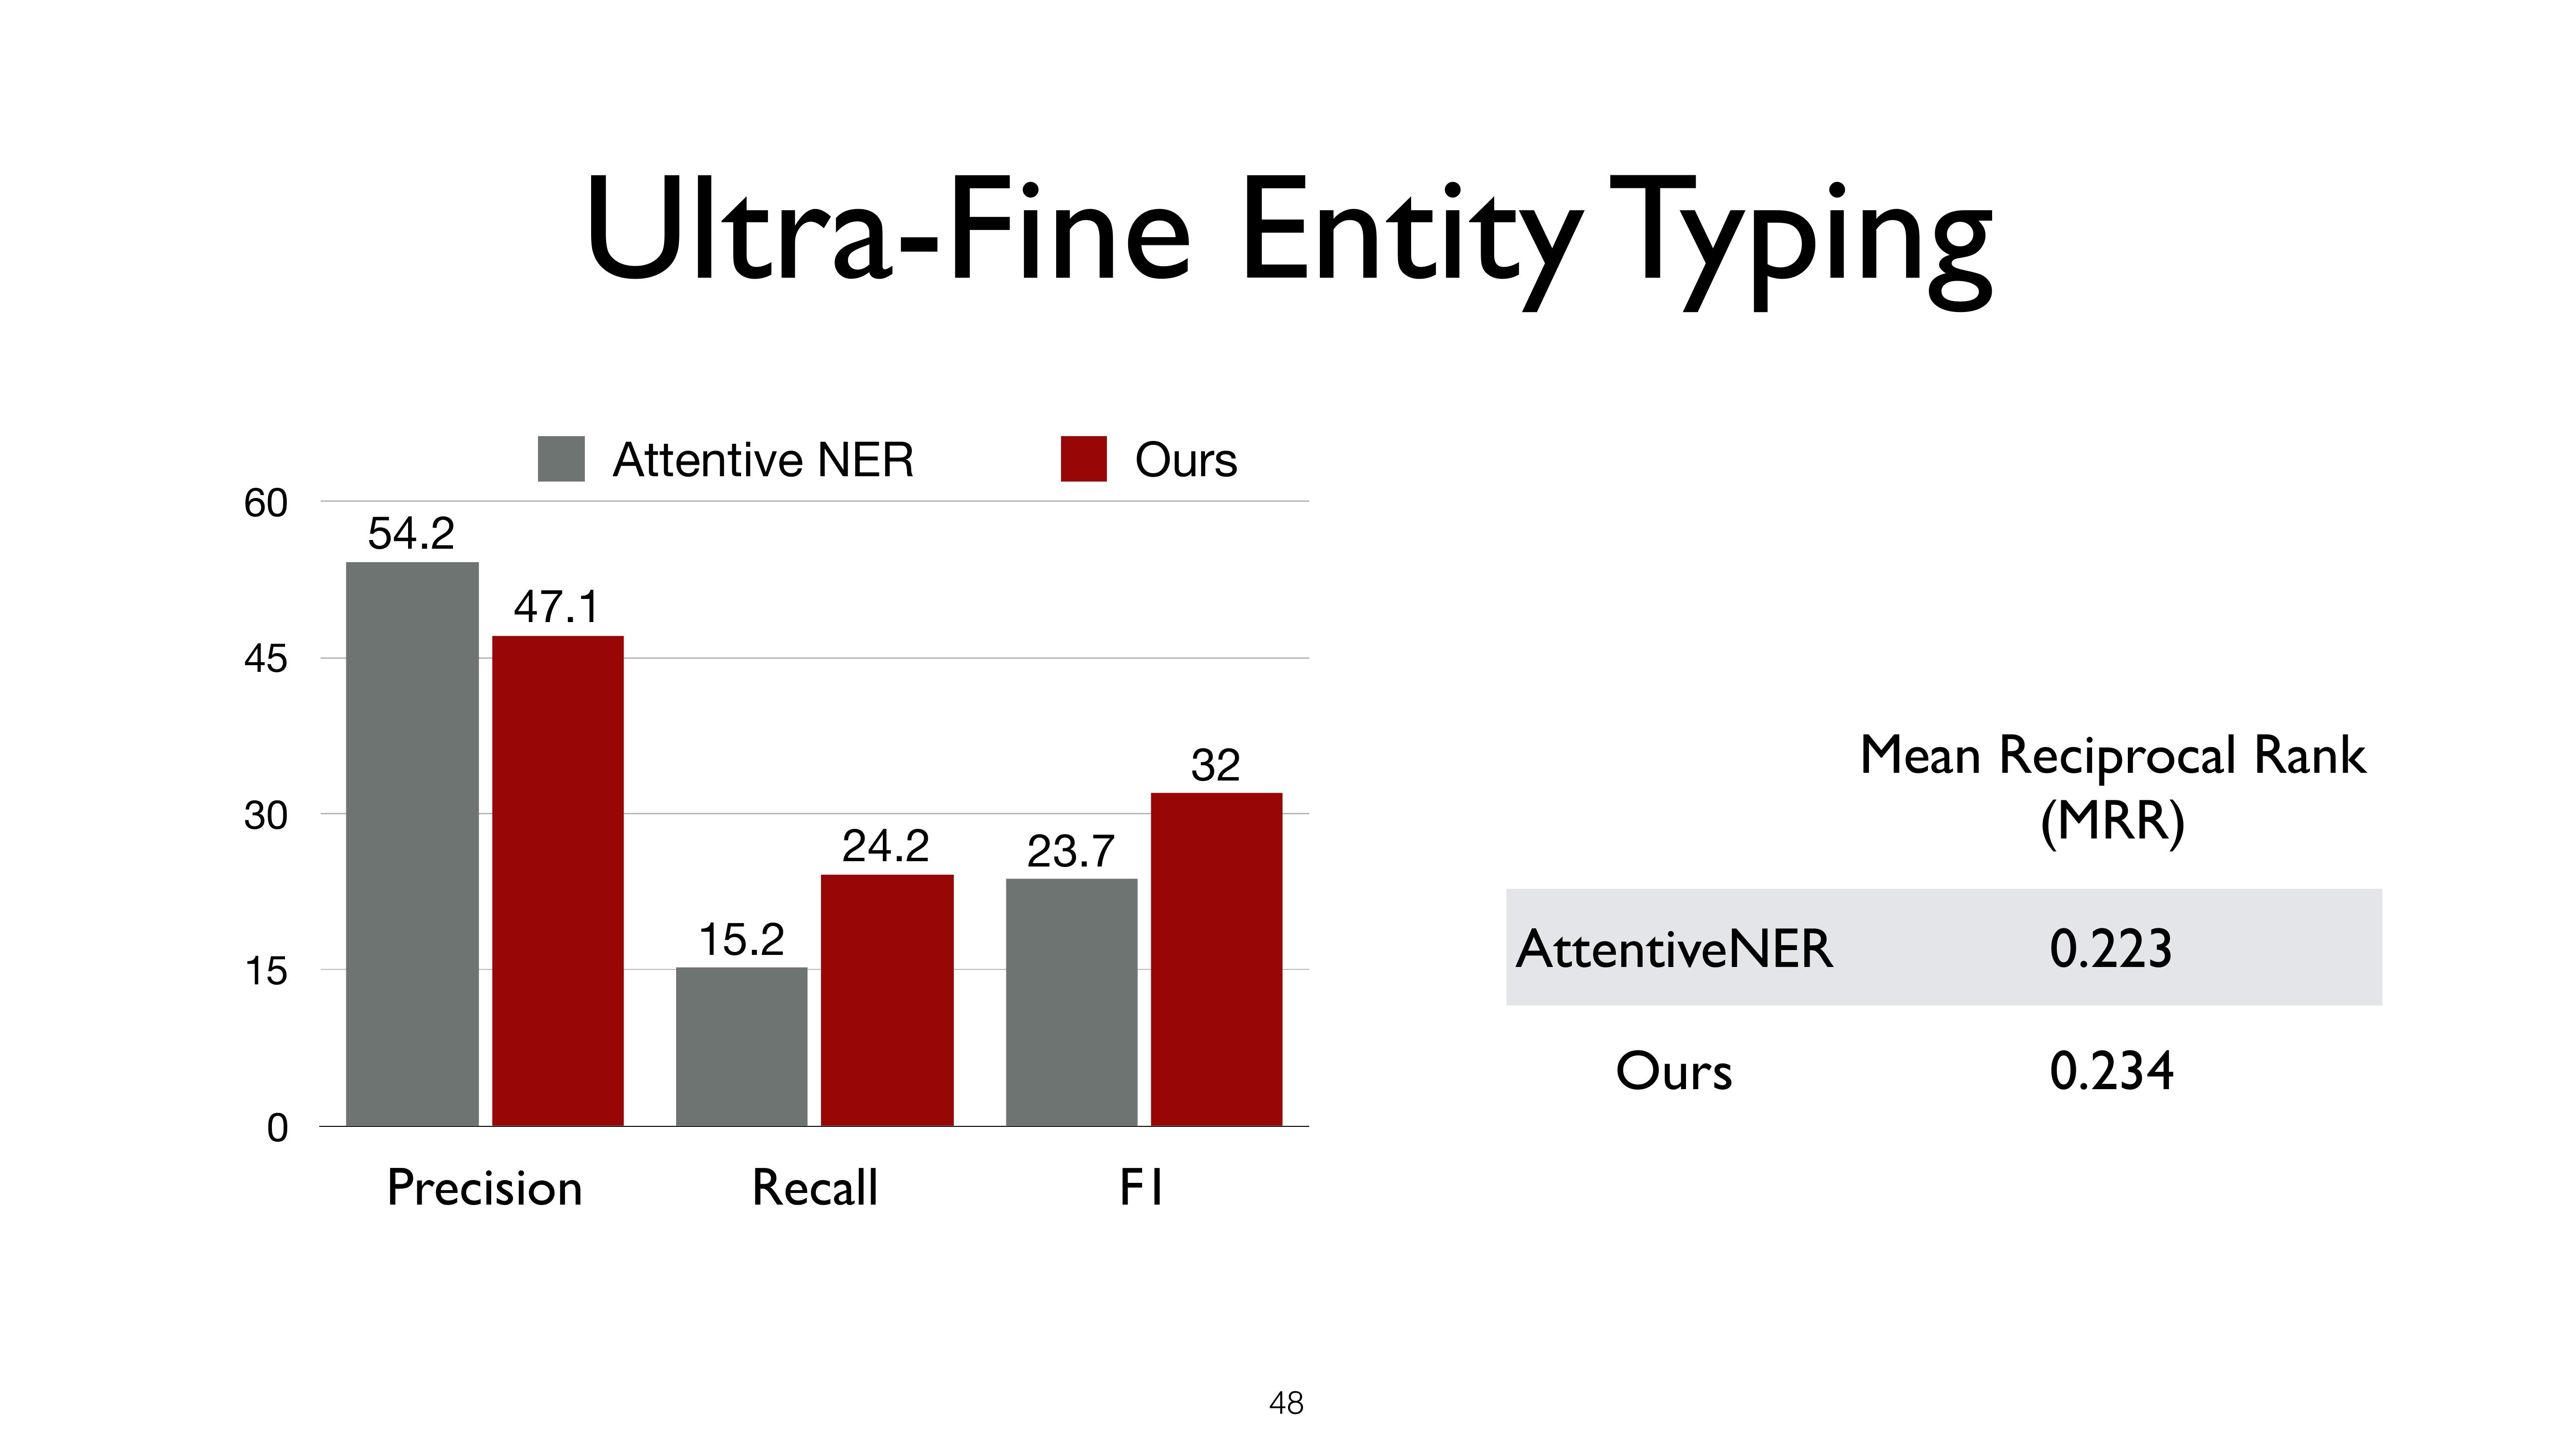 Ultra-Fine Entity Typing
Attentive NER
Ours
60
45
30
15
0
54.2
47.1
15.2
24.2
23.7
32
Precision
Recall
F1
Mean Reciprocal Rank
(MRR)
AttentiveNER 0.223
Ours 0.234
48